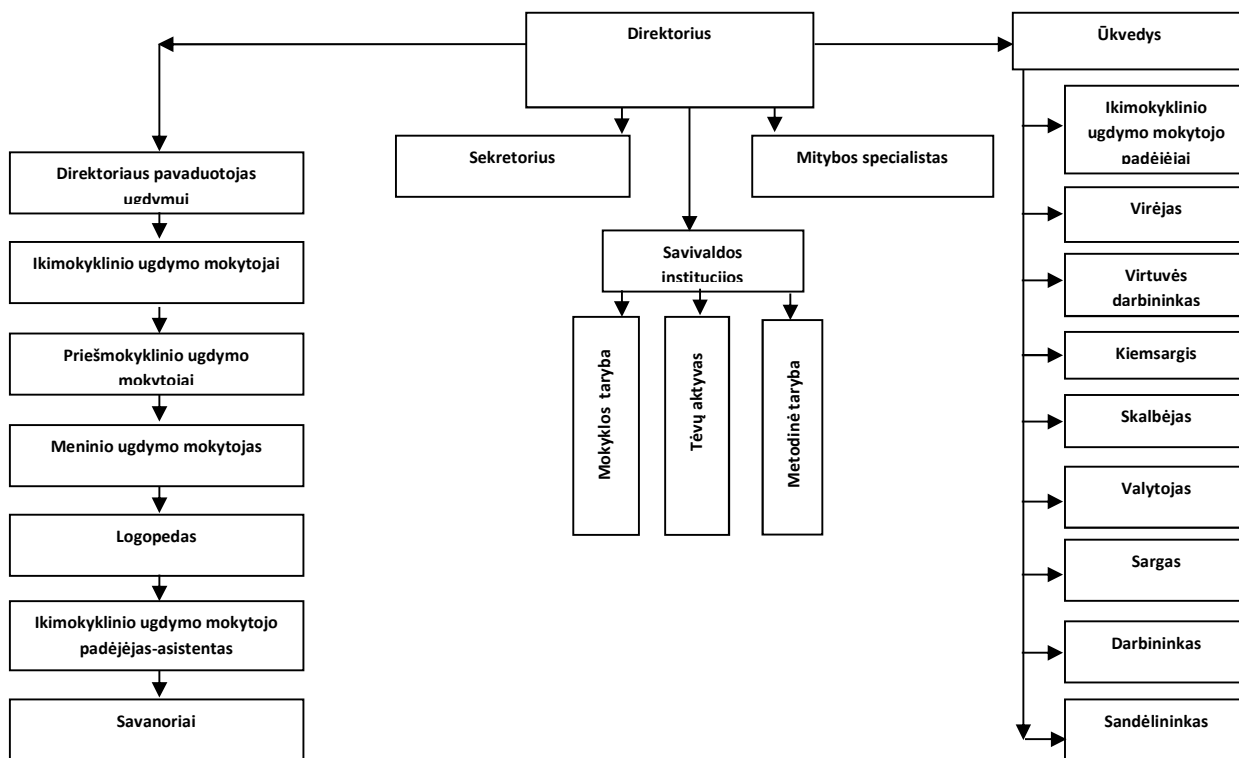 Direktorius
Ūkvedys
Sekretorius
Mitybos specialistas
Direktoriaus pavaduotojas
ugdymui
Ikimokyklinio ugdymo mokytojai
Priešmokyklinio ugdymo
mokytojai
Meninio ugdymo mokytojas
Logopedas
Ikimokyklinio ugdymo mokytojo
padėjėjas-asistentas
Savanoriai
Savivaldos
institucijos
Mokyklos taryba
Tėvų aktyvas
Metodinė taryba
Ikimokyklinio
ugdymo mokytojo
padėjėjai
Virėjas
Virtuvės
darbininkas
Kiemsargis
Skalbėjas
Valytojas
Sargas
Darbininkas
Sandėlininkas